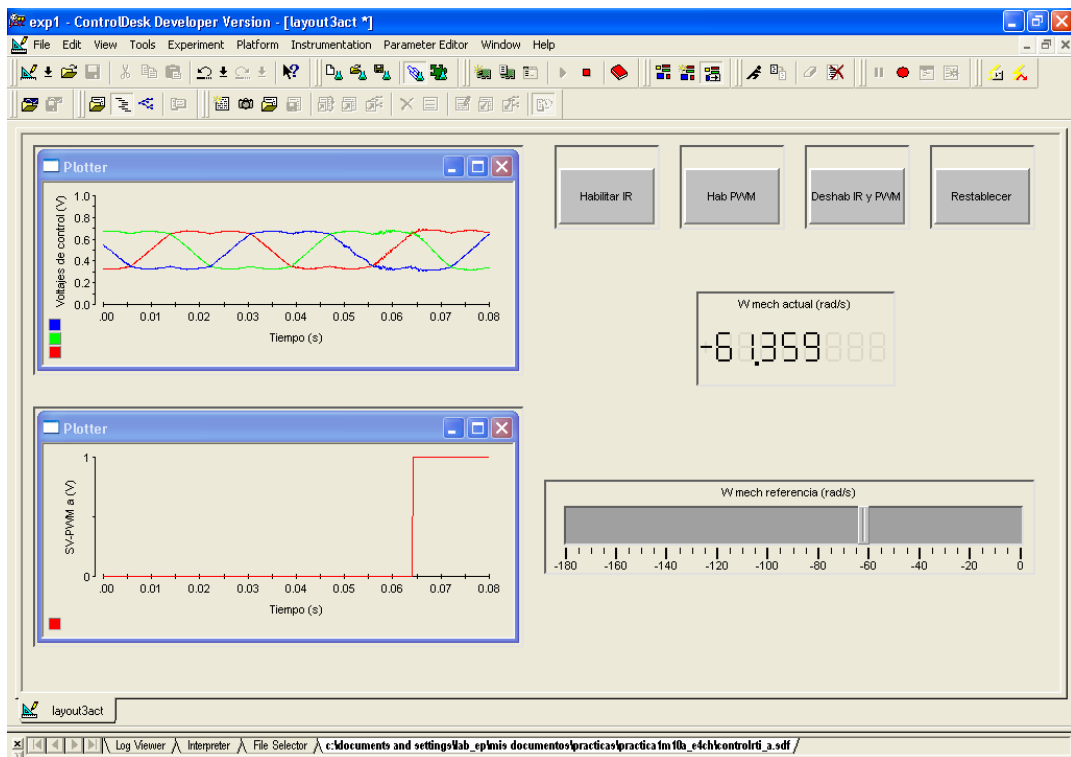 exp1 - ControlDesk Developer Version - [layout3act *]
File Edit View Tools Experiment Platform Instrumentation Parameter Editor Window Help
Plotter
Voltajes de control (V)
1.0
0.8
0.6
0.4
0.2
0.0
.00 0.01 0.02 0.03 0.04 0.05 0.06 0.07 0.08
Tiempo (s)
Habilitar IR
Hab PWM
Deshab IR y PWM
Restablecer
W mech actual (rad/s)
-61.359
Plotter
SV-PWM a (V)
1
0
.00 0.01 0.02 0.03 0.04 0.05 0.06 0.07 0.08
Tiempo (s)
W mech referencia (rad/s)
-180 -160 -140 -120 -100 -80 -60 -40 -20 0
layout3act
Log Viewer Interpreter File Selector c:\documents and settings\lab_ep\mis documentos\practicas\practica1m10a_e4ch\controlrti_a.sdf